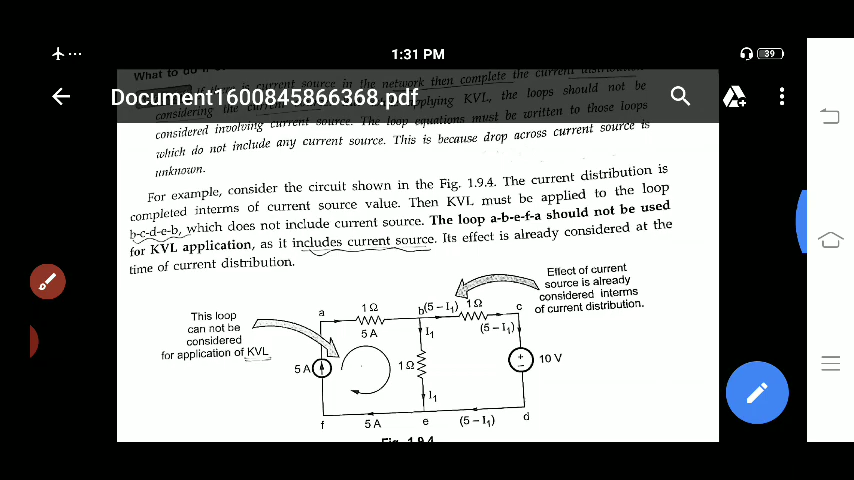 1:31 PM
39
What to do i
is current source in the network then complete the current distribution
Document1600845866368.pdf
considering the applying KVL, the loops should not be
considered involving current source. The loop equations must be written to those loops
which do not include any current source. This is because drop across current source is
unknown.
For example, consider the circuit shown in the Fig. 1.9.4. The current distribution is
completed interms of current source value. Then KVL must be applied to the loop
b-c-d-e-b, which does not include current source. The loop a-b-e-f-a should not be used
for KVL application, as it includes current source. Its effect is already considered at the
time of current distribution.
Effect of current
source is already
considered interms
of current distribution.
This loop
can not be
considered
for application of KVL
a
1 Ω
5 A
b
(5 – I₁)
1 Ω
c
I₁
(5 – I₁)
5 A
1 Ω
+
–
10 V
I₁
f
5 A
e
(5 – I₁)
d
Fig. 1.9.4